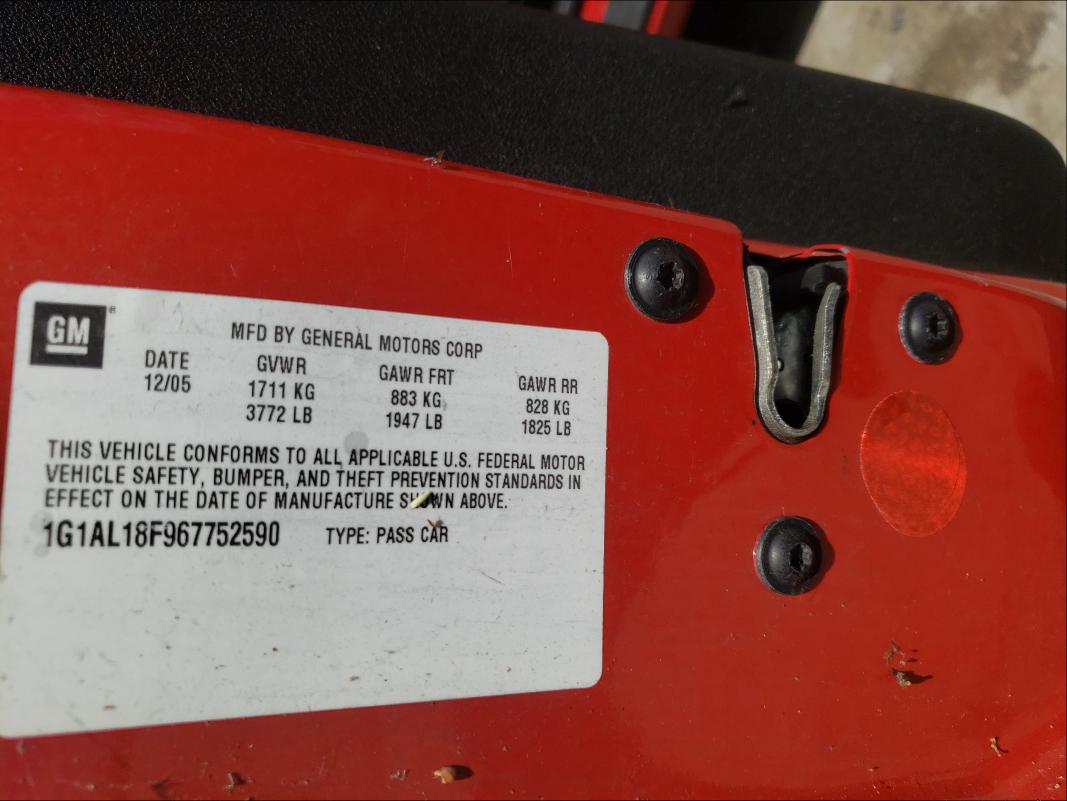 GM®
MFD BY GENERAL MOTORS CORP
DATE GVWR GAWR FRT GAWR RR
12/05 1711 KG 883 KG 828 KG
3772 LB 1947 LB 1825 LB
THIS VEHICLE CONFORMS TO ALL APPLICABLE U.S. FEDERAL MOTOR
VEHICLE SAFETY, BUMPER, AND THEFT PREVENTION STANDARDS IN
EFFECT ON THE DATE OF MANUFACTURE SHOWN ABOVE.
1G1AL18F967752590 TYPE: PASS CAR